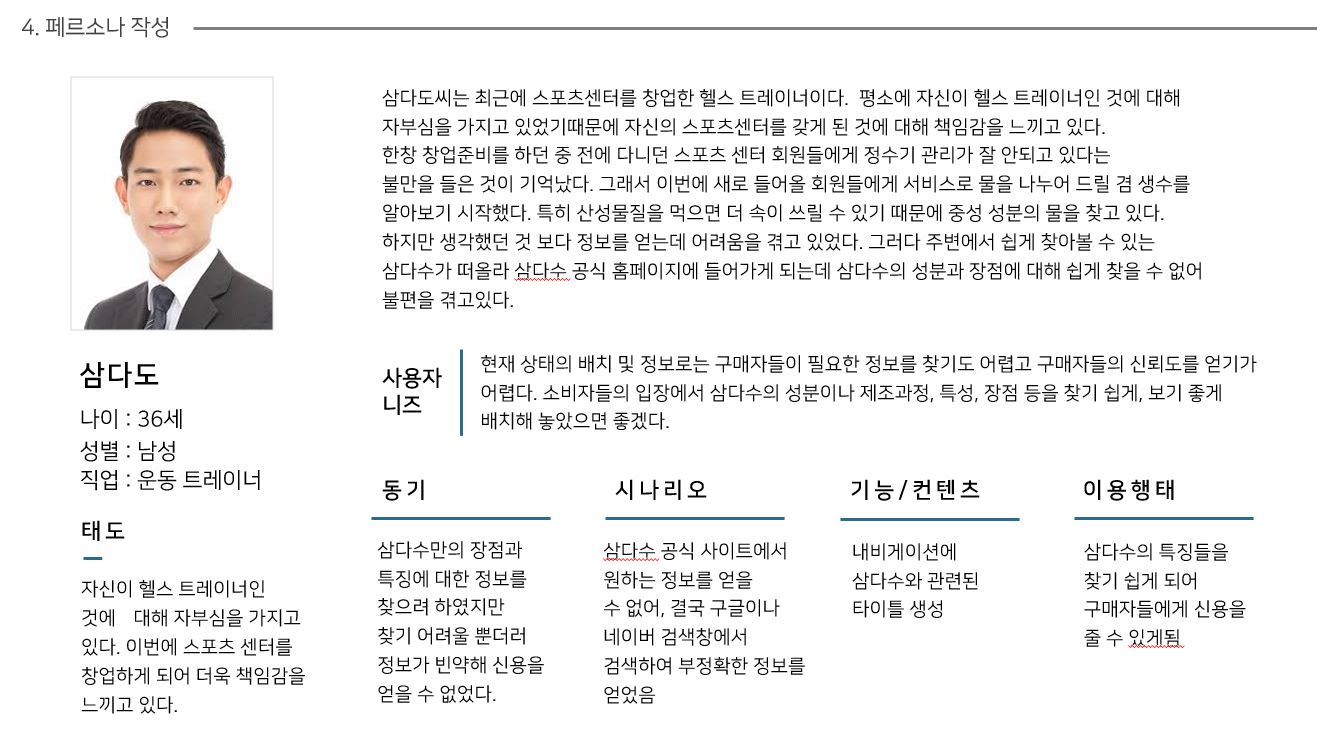 4. 페르소나 작성
삼다도씨는 최근에 스포츠센터를 창업한 헬스 트레이너이다.  평소에 자신이 헬스 트레이너인 것에 대해
자부심을 가지고 있었기때문에 자신의 스포츠센터를 갖게 된 것에 대해 책임감을 느끼고 있다.
한창 창업준비를 하던 중 전에 다니던 스포츠 센터 회원들에게 정수기 관리가 잘 안되고 있다는
불만을 들은 것이 기억났다. 그래서 이번에 새로 들어올 회원들에게 서비스로 물을 나누어 드릴 겸 생수를
알아보기 시작했다. 특히 산성물질을 먹으면 더 속이 쓰릴 수 있기 때문에 중성 성분의 물을 찾고 있다.
하지만 생각했던 것 보다 정보를 얻는데 어려움을 겪고 있었다. 그러다 주변에서 쉽게 찾아볼 수 있는
삼다수가 떠올라 삼다수 공식 홈페이지에 들어가게 되는데 삼다수의 성분과 장점에 대해 쉽게 찾을 수 없어
불편을 겪고있다.
삼다도
나이 : 36세
성별 : 남성
직업 : 운동 트레이너
태도
자신이 헬스 트레이너인
것에   대해 자부심을 가지고
있다. 이번에 스포츠 센터를
창업하게 되어 더욱 책임감을
느끼고 있다.
사용자
니즈
현재 상태의 배치 및 정보로는 구매자들이 필요한 정보를 찾기도 어렵고 구매자들의 신뢰도를 얻기가
어렵다. 소비자들의 입장에서 삼다수의 성분이나 제조과정, 특성, 장점 등을 찾기 쉽게, 보기 좋게
배치해 놓았으면 좋겠다.
동기
삼다수만의 장점과
특징에 대한 정보를
찾으려 하였지만
찾기 어려울 뿐더러
정보가 빈약해 신용을
얻을 수 없었다.
시나리오
삼다수 공식 사이트에서
원하는 정보를 얻을
수 없어, 결국 구글이나
네이버 검색창에서
검색하여 부정확한 정보를
얻었음
기능/컨텐츠
내비게이션에
삼다수와 관련된
타이틀 생성
이용행태
삼다수의 특징들을
찾기 쉽게 되어
구매자들에게 신용을
줄 수 있게됨